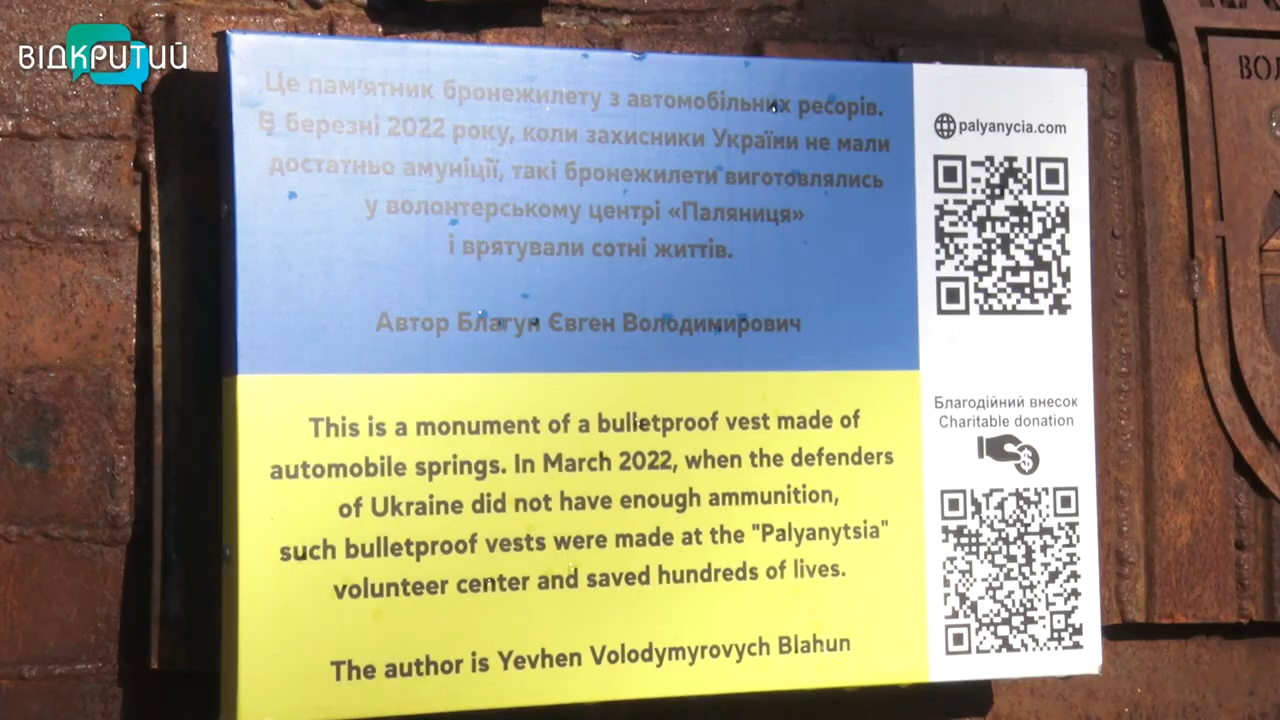 ВІДКРИТИЙ
Це пам'ятник бронежилету з автомобільних ресорів.
В березні 2022 року, коли захисники України не мали
достатньо амуніції, такі бронежилети виготовлялись
у волонтерському центрі «Паляниця»
і врятували сотні життів.
Автор Благун Євген Володимирович
This is a monument of a bulletproof vest made of
automobile springs. In March 2022, when the defenders
of Ukraine did not have enough ammunition,
such bulletproof vests were made at the "Palyanytsia"
volunteer center and saved hundreds of lives.
The author is Yevhen Volodymyrovych Blahun
palyanycia.com
Благодійний внесок
Charitable donation
$